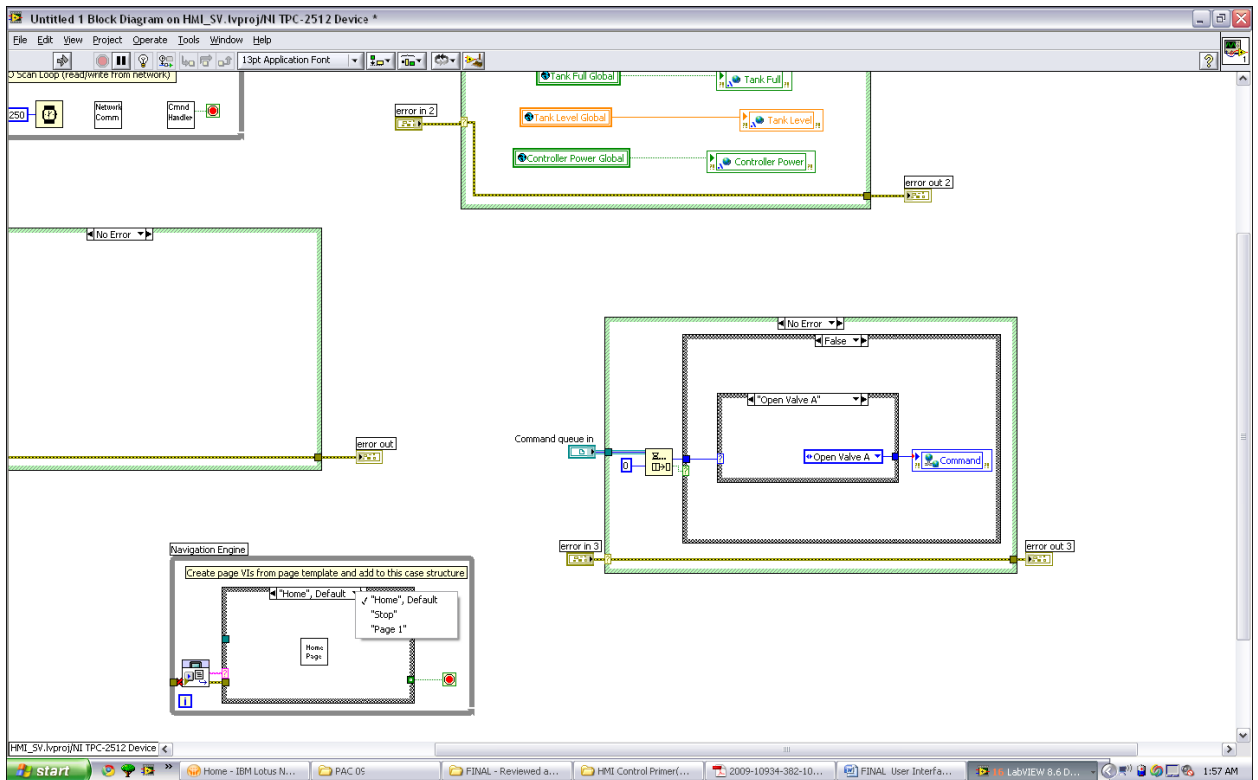 Untitled 1 Block Diagram on HMI_SV.lvproj/NI TPC-2512 Device *
File Edit View Project Operate Tools Window Help
13pt Application Font
O Scan Loop (read/write from network)
250
Network
Comm
Cmnd
Handler
Tank Full Global
Tank Full
error in 2
Tank Level Global
Tank Level
Controller Power Global
Controller Power
error out 2
No Error
error out
No Error
False
"Open Valve A"
Command queue in
0
Open Valve A
Command
error in 3
error out 3
Navigation Engine
Create page VIs from page template and add to this case structure
"Home", Default
"Home", Default
"Stop"
"Page 1"
Home
Page
i
HMI_SV.lvproj/NI TPC-2512 Device
start
Home - IBM Lotus N...
PAC 09
FINAL - Reviewed a...
HMI Control Primer(...
2009-10934-382-10...
FINAL User Interfa...
16 LabVIEW 8.6 D...
1:57 AM